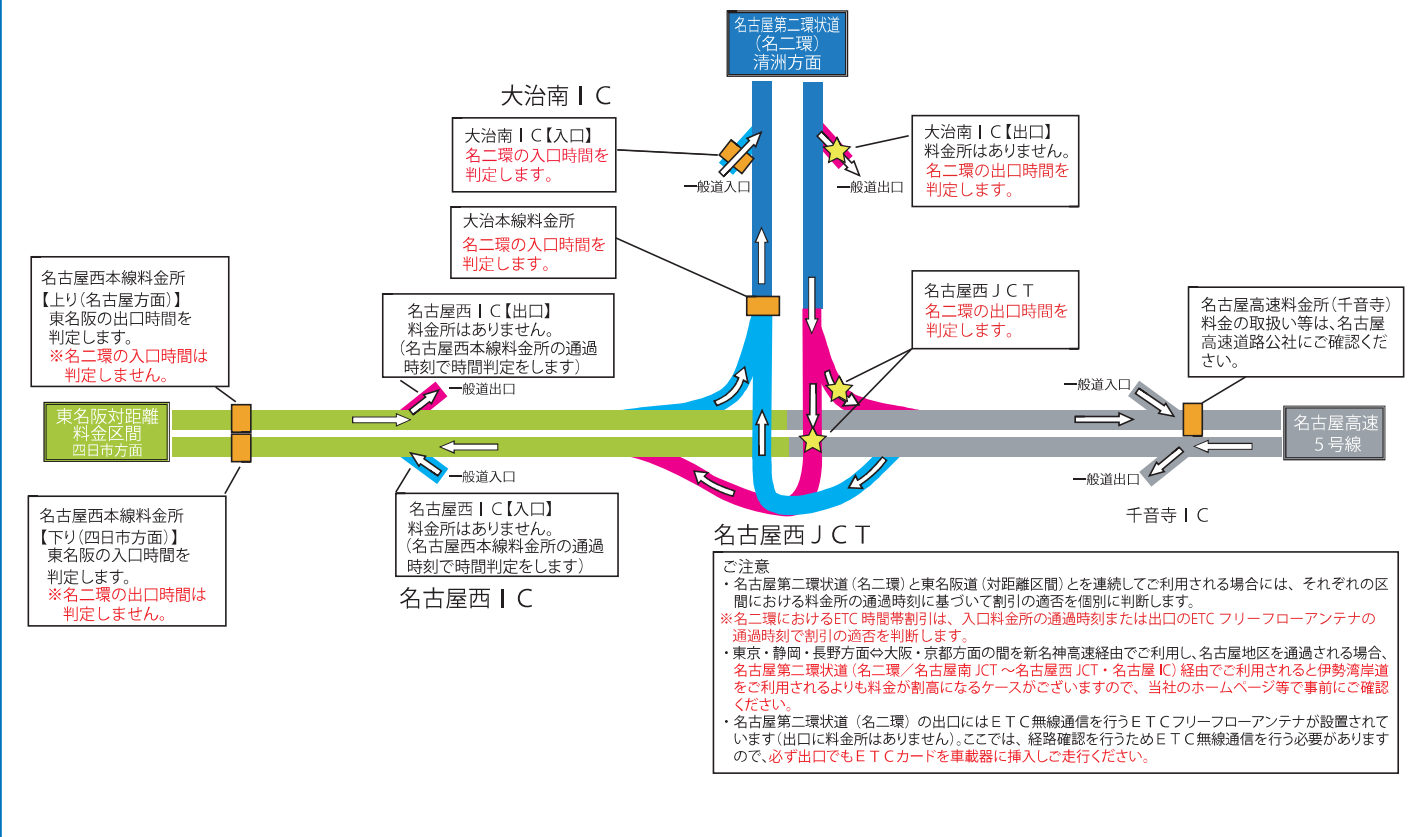 名古屋第二環状道
(名二環)
清洲方面
大治南ＩＣ
大治南ＩＣ【入口】
名二環の入口時間を
判定します。
一般道入口
大治南ＩＣ【出口】
料金所はありません。
名二環の出口時間を
判定します。
一般道出口
大治本線料金所
名二環の入口時間を
判定します。
名古屋西本線料金所
【上り(名古屋方面)】
東名阪の出口時間を
判定します。
※名二環の入口時間は
判定しません。
名古屋西ＩＣ【出口】
料金所はありません。
(名古屋西本線料金所の通過
時刻で時間判定をします)
一般道出口
名古屋西ＪＣＴ
名二環の出口時間を
判定します。
名古屋高速料金所(千音寺)
料金の取扱い等は、名古屋
高速道路公社にご確認くだ
さい。
一般道入口
東名阪対距離
料金区間
四日市方面
名古屋高速
５号線
一般道入口
一般道出口
名古屋西本線料金所
【下り(四日市方面)】
東名阪の入口時間を
判定します。
※名二環の出口時間は
判定しません。
名古屋西ＩＣ【入口】
料金所はありません。
(名古屋西本線料金所の通過
時刻で時間判定をします)
名古屋西ＩＣ
千音寺ＩＣ
名古屋西ＪＣＴ
ご注意
・名古屋第二環状道(名二環)と東名阪道(対距離区間)とを連続してご利用される場合には、それぞれの区
間における料金所の通過時刻に基づいて割引の適否を個別に判断します。
※名二環におけるETC時間帯割引は、入口料金所の通過時刻または出口のETCフリーフローアンテナの
通過時刻で割引の適否を判断します。
・東京・静岡・長野方面⇔大阪・京都方面の間を新名神高速経由でご利用し、名古屋地区を通過される場合、
名古屋第二環状道(名二環／名古屋南JCT～名古屋西JCT・名古屋IC)経由でご利用されると伊勢湾岸道
をご利用されるよりも料金が割高になるケースがございますので、当社のホームページ等で事前にご確認
ください。
・名古屋第二環状道（名二環）の出口にはＥＴＣ無線通信を行うＥＴＣフリーフローアンテナが設置されて
います(出口に料金所はありません)。ここでは、経路確認を行うためＥＴＣ無線通信を行う必要があります
ので、必ず出口でもＥＴＣカードを車載器に挿入しご走行ください。